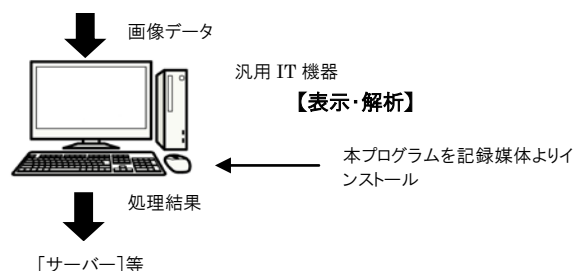 画像データ
汎用 IT 機器
【表示・解析】
本プログラムを記録媒体よりイ
ンストール
処理結果
［サーバー］等